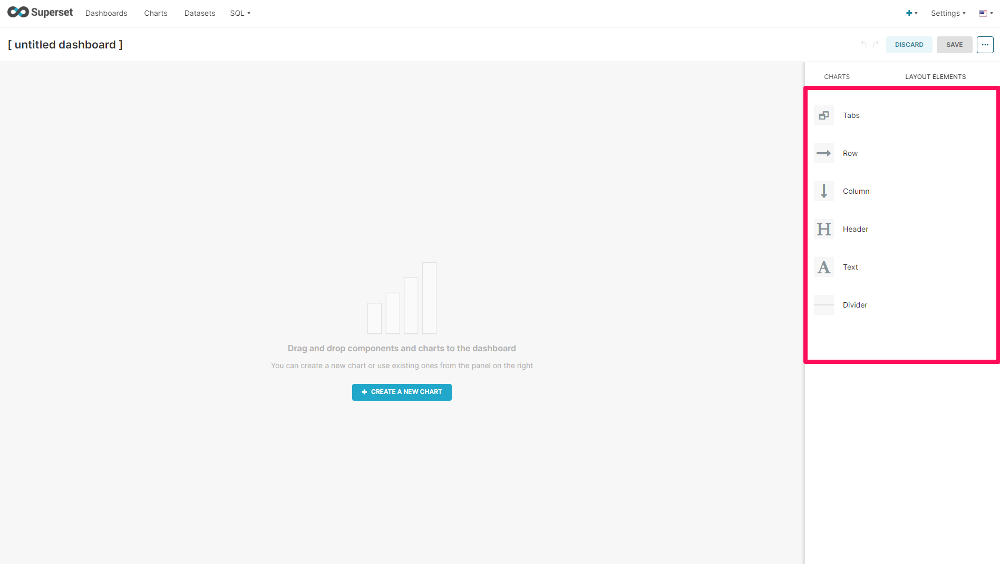 Superset Dashboards Charts Datasets SQL Settings
[ untitled dashboard ] DISCARD SAVE ...
CHARTS LAYOUT ELEMENTS
Tabs
Row
Column
H Header
A Text
Divider
Drag and drop components and charts to the dashboard
You can create a new chart or use existing ones from the panel on the right
+ CREATE A NEW CHART